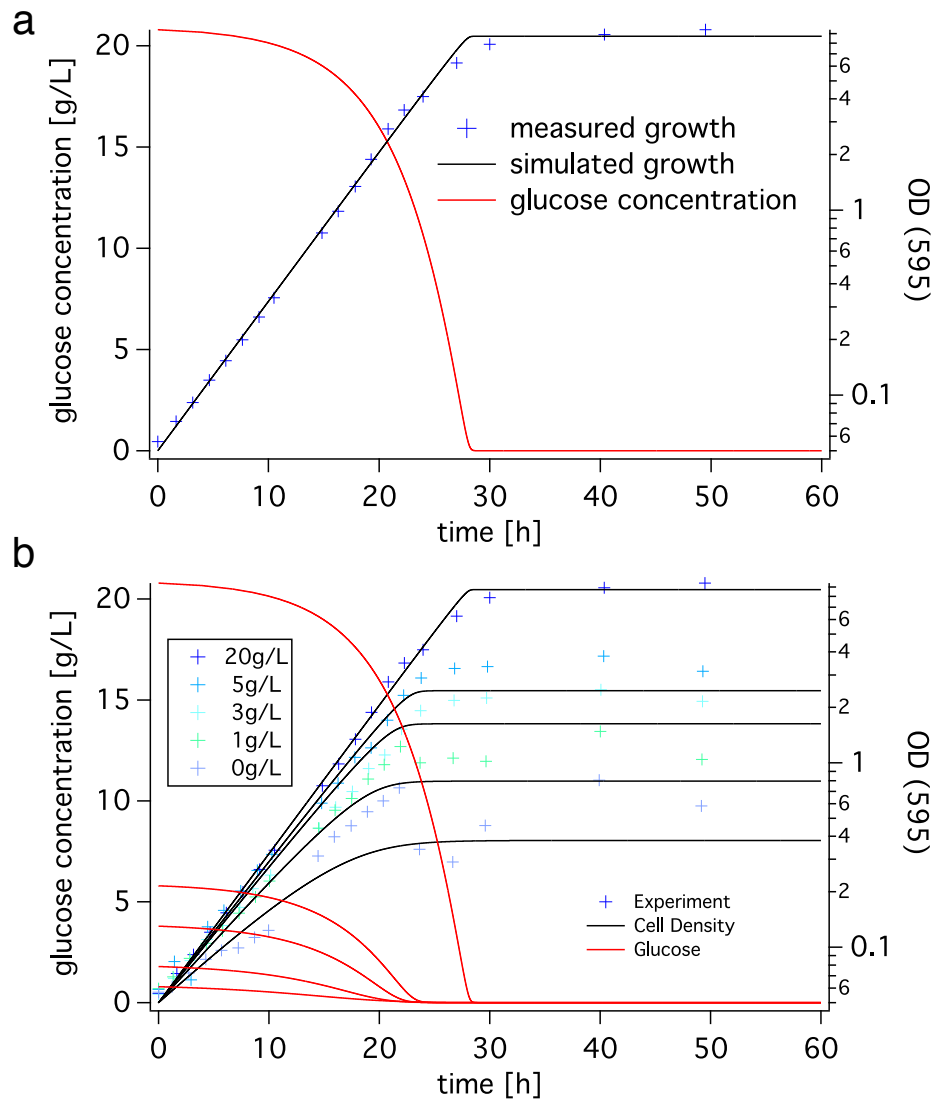 a
glucose concentration [g/L]
20
15
10
5
0
measured growth
simulated growth
glucose concentration
6
4
2
1
6
4
2
0.1
6
OD (595)
0
10
20
30
40
50
60
time [h]
b
glucose concentration [g/L]
20
15
10
5
0
20g/L
5g/L
3g/L
1g/L
0g/L
Experiment
Cell Density
Glucose
6
4
2
1
6
4
2
0.1
6
OD (595)
0
10
20
30
40
50
60
time [h]